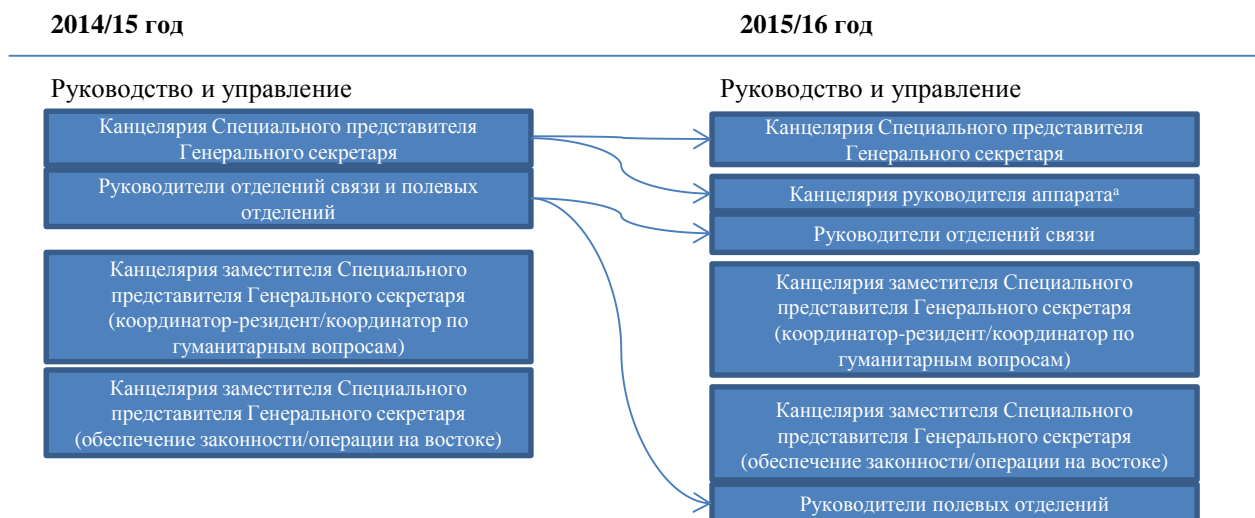 2014/15 год
2015/16 год
Руководство и управление
Канцелярия Специального представителя
Генерального секретаря
Руководители отделений связи и полевых
отделений
Канцелярия заместителя Специального
представителя Генерального секретаря
(координатор-резидент/координатор по
гуманитарным вопросам)
Канцелярия заместителя Специального
представителя Генерального секретаря
(обеспечение законности/операции на востоке)
Руководство и управление
Канцелярия Специального представителя
Генерального секретаря
Канцелярия руководителя аппаратаᵃ
Руководители отделений связи
Канцелярия заместителя Специального
представителя Генерального секретаря
(координатор-резидент/координатор по
гуманитарным вопросам)
Канцелярия заместителя Специального
представителя Генерального секретаря
(обеспечение законности/операции на востоке)
Руководители полевых отделений